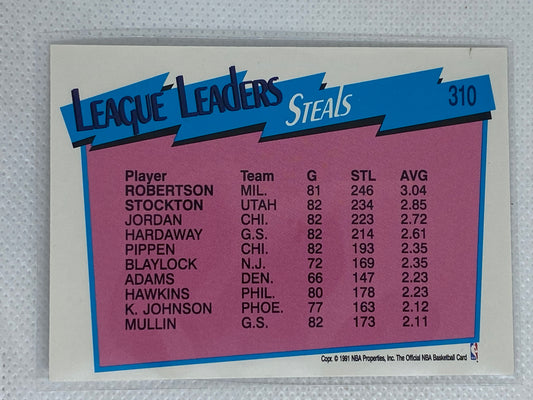 LEAGUE LEADERS STEALS 310
Player Team G STL AVG
ROBERTSON MIL. 81 246 3.04
STOCKTON UTAH 82 234 2.85
JORDAN CHI. 82 223 2.72
HARDAWAY G.S. 82 214 2.61
PIPPEN CHI. 82 193 2.35
BLAYLOCK N.J. 72 169 2.35
ADAMS DEN. 66 147 2.23
HAWKINS PHIL. 80 178 2.23
K. JOHNSON PHOE. 77 163 2.12
MULLIN G.S. 82 173 2.11
Copr. © 1991 NBA Properties, Inc. The Official NBA Basketball Card